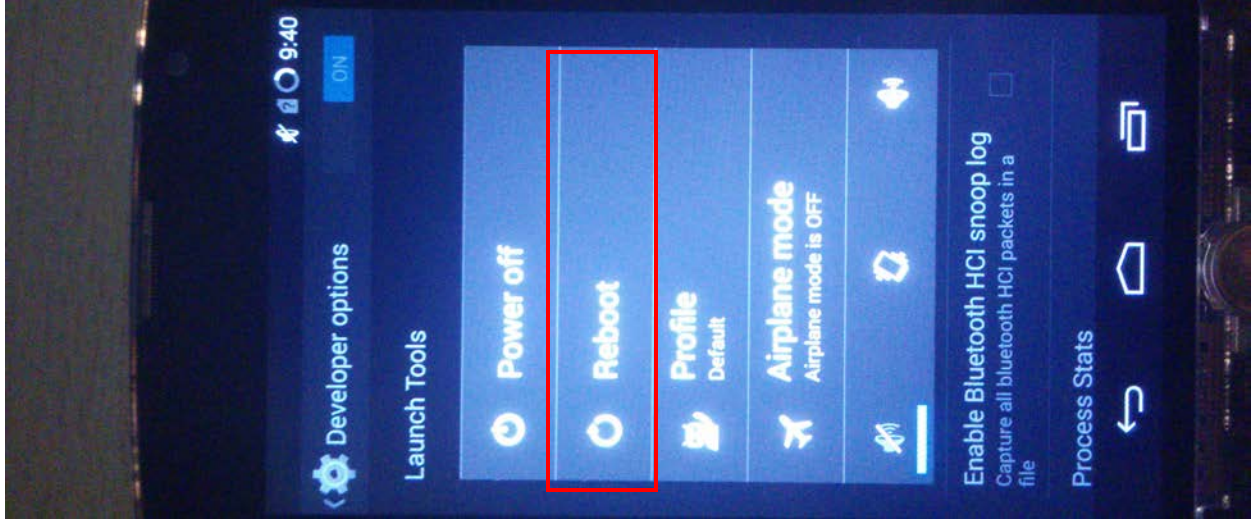 9:40
Developer options
ON
Launch Tools
Power off
Reboot
Profile
Default
Airplane mode
Airplane mode is OFF
Enable Bluetooth HCI snoop log
Capture all bluetooth HCI packets in a
file
Process Stats